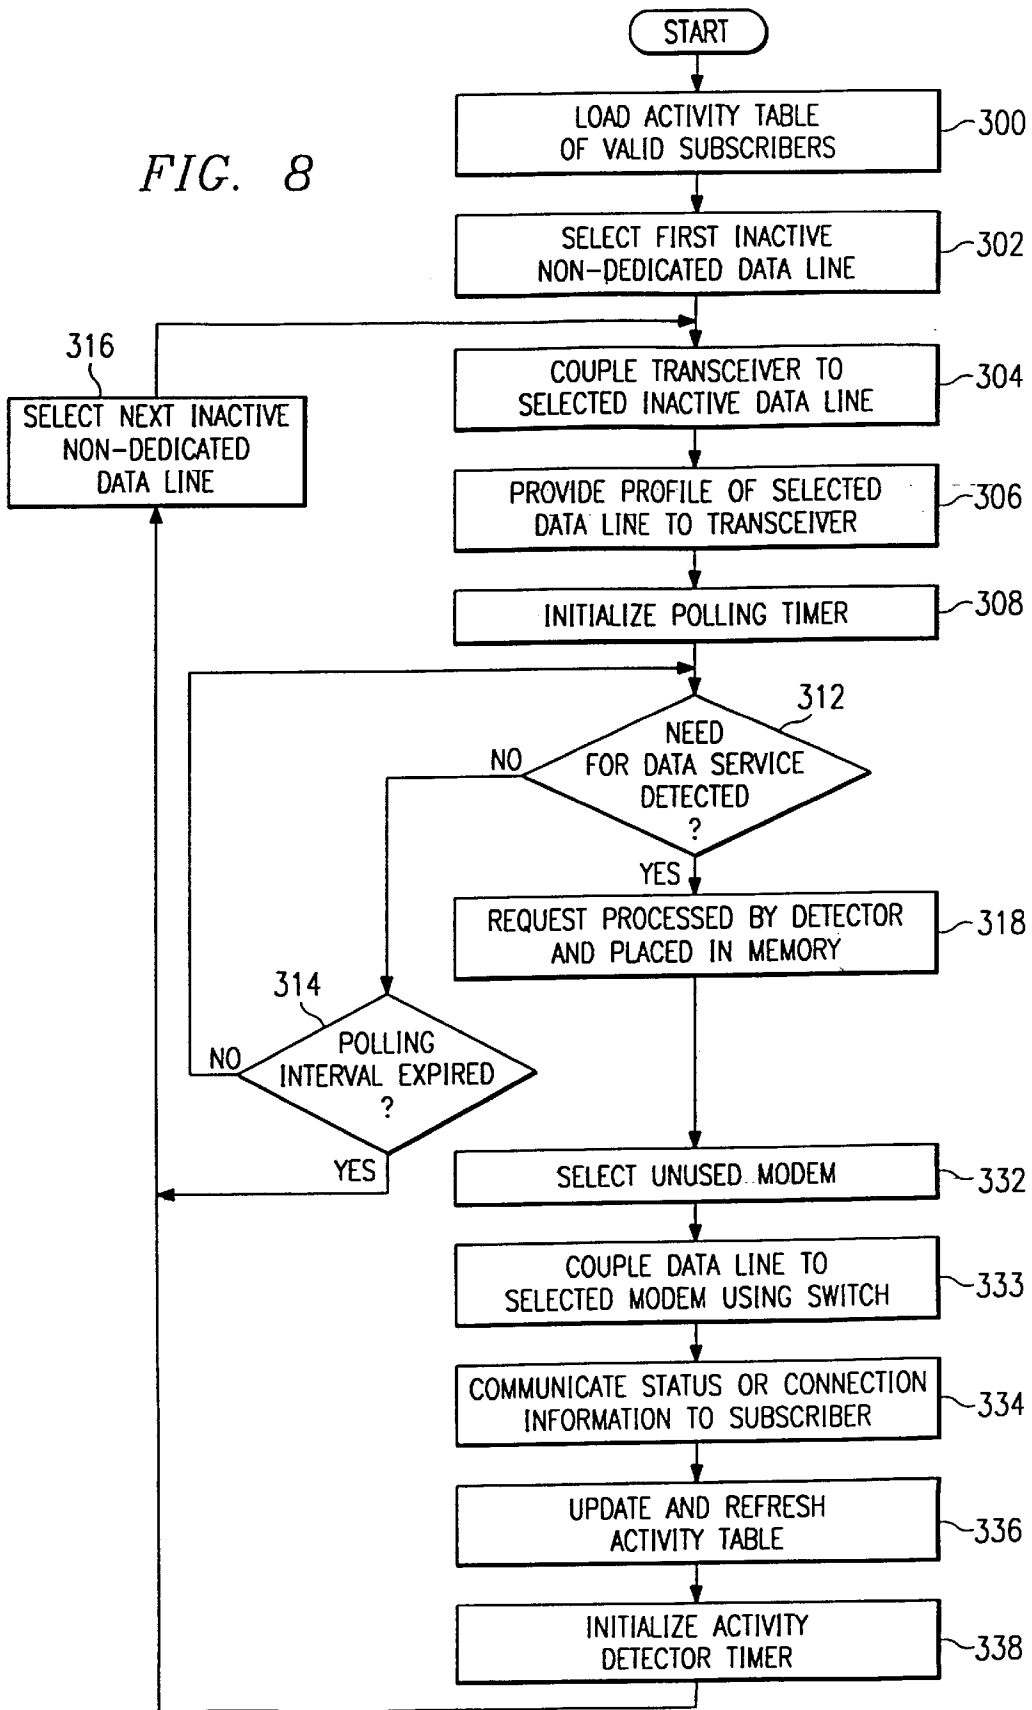 START
LOAD ACTIVITY TABLE
OF VALID SUBSCRIBERS
300
FIG. 8
SELECT FIRST INACTIVE
NON-DEDICATED DATA LINE
302
316
SELECT NEXT INACTIVE
NON-DEDICATED
DATA LINE
COUPLE TRANSCEIVER TO
SELECTED INACTIVE DATA LINE
304
PROVIDE PROFILE OF SELECTED
DATA LINE TO TRANSCEIVER
306
INITIALIZE POLLING TIMER
308
312
NEED
FOR DATA SERVICE
DETECTED
?
NO
YES
REQUEST PROCESSED BY DETECTOR
AND PLACED IN MEMORY
318
314
POLLING
INTERVAL EXPIRED
?
NO
YES
SELECT UNUSED MODEM
332
COUPLE DATA LINE TO
SELECTED MODEM USING SWITCH
333
COMMUNICATE STATUS OR CONNECTION
INFORMATION TO SUBSCRIBER
334
UPDATE AND REFRESH
ACTIVITY TABLE
336
INITIALIZE ACTIVITY
DETECTOR TIMER
338